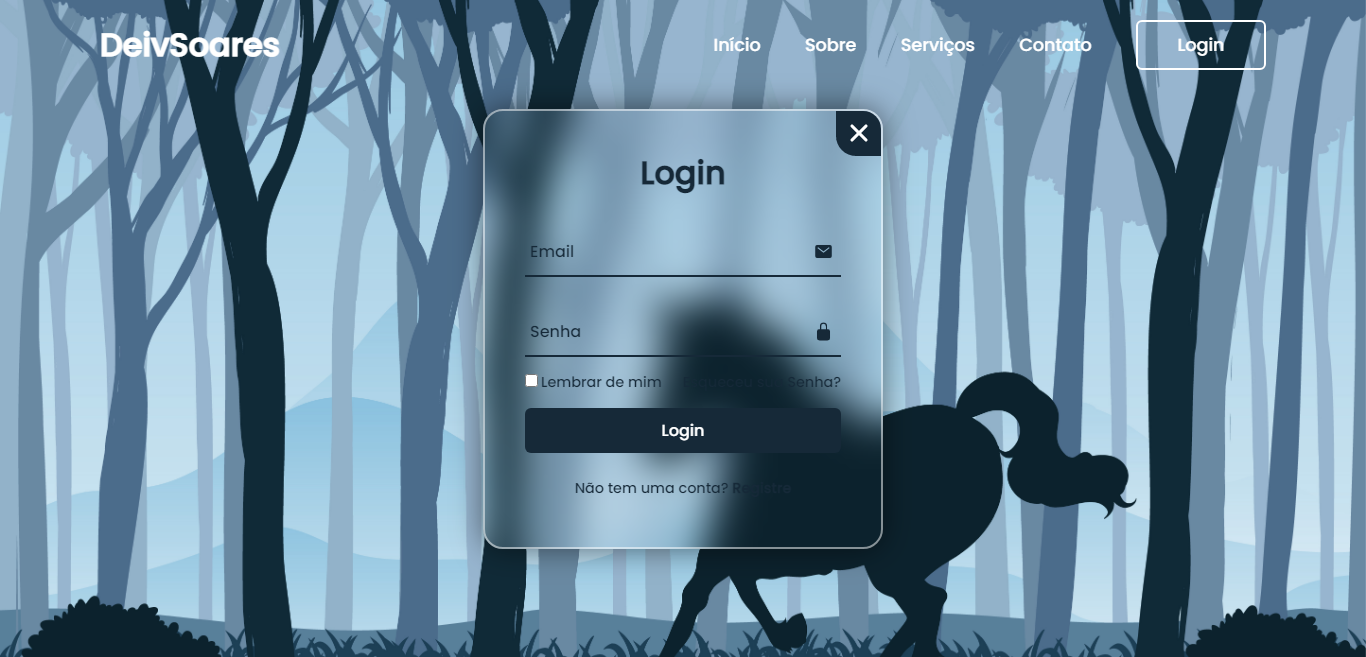 DeivSoares
Início Sobre Serviços Contato Login
Login
Email
Senha
Lembrar de mim Esqueceu a Senha?
Login
Não tem uma conta? Registre